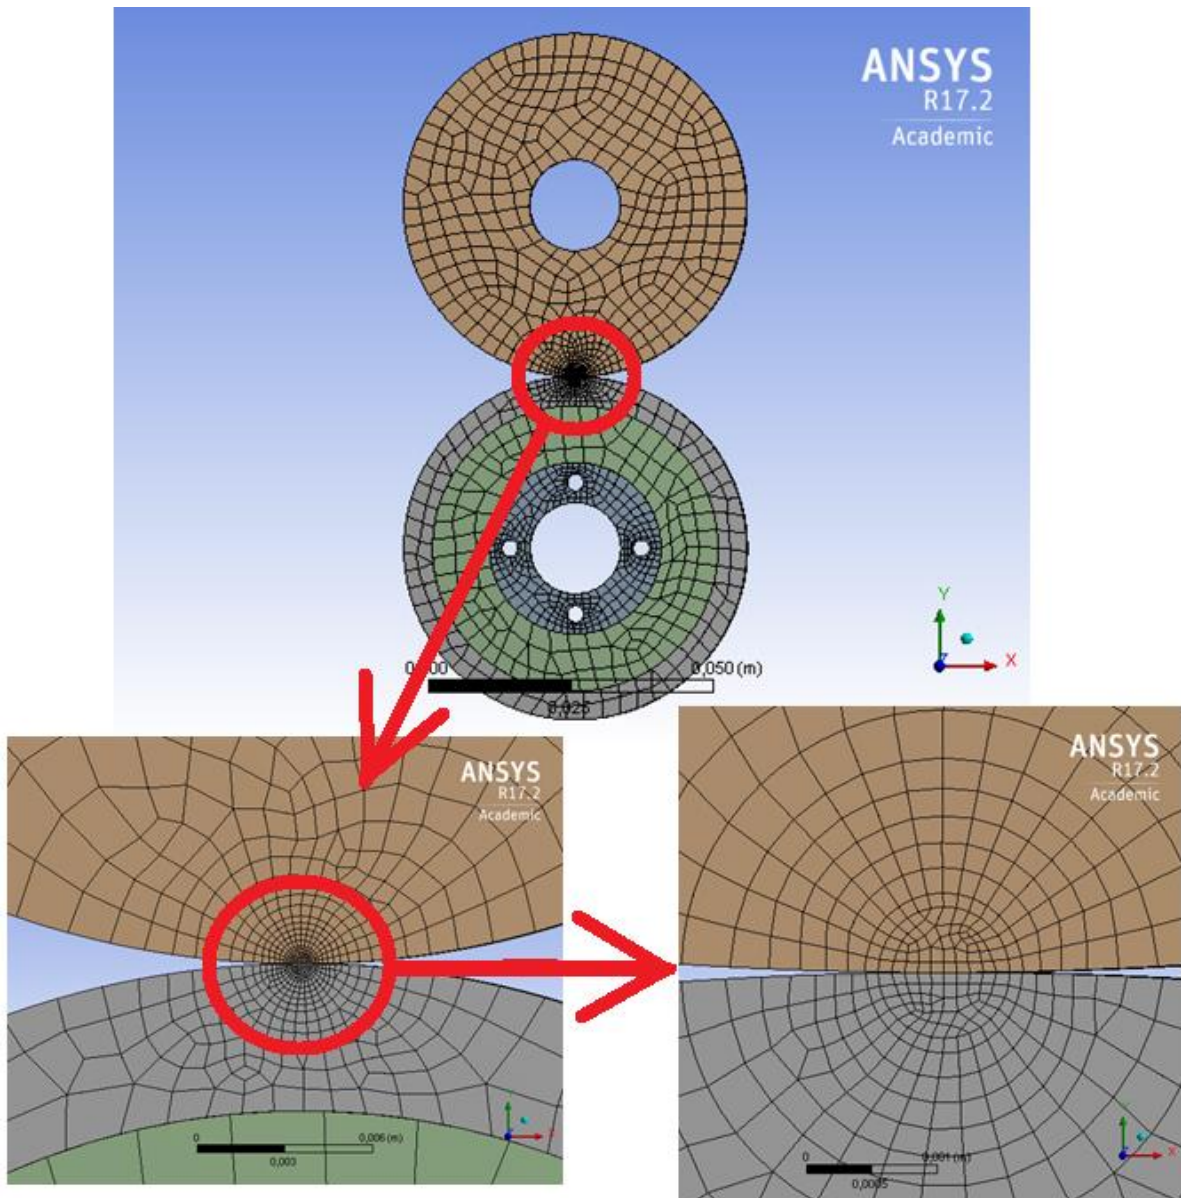 ANSYS
R17.2
Academic
Y
X
Z
0,000
0,050 (m)
0,025
ANSYS
R17.2
Academic
0
0,006 (m)
0,003
ANSYS
R17.2
Academic
0
0,001 (m)
0,0005